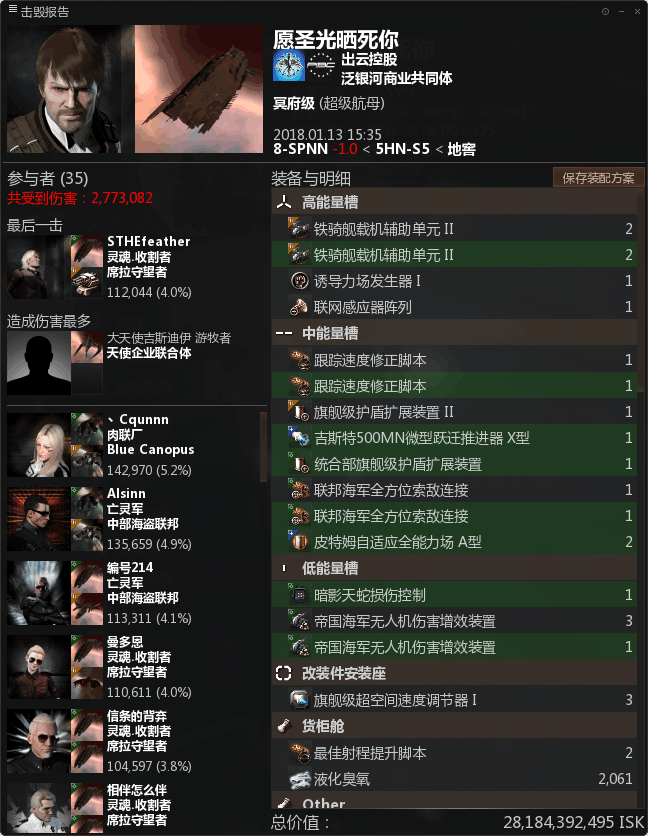 击毁报告
愿圣光晒死你
出云控股
泛银河商业共同体
冥府级 (超级航母)
2018.01.13 15:35
8-SPNN -1.0 < 5HN-S5 < 地窖
参与者 (35)
共受到伤害：2,773,082
最后一击
STHEfeather
灵魂.收割者
席拉守望者
112,044 (4.0%)
造成伤害最多
大天使吉斯迪伊 游牧者
天使企业联合体
丶Cqunnn
肉联厂
Blue Canopus
142,970 (5.2%)
Alsinn
亡灵军
中部海盗联邦
135,659 (4.9%)
编号214
亡灵军
中部海盗联邦
113,311 (4.1%)
曼多恩
灵魂.收割者
席拉守望者
110,611 (4.0%)
信条的背弃
灵魂.收割者
席拉守望者
104,597 (3.8%)
相伴怎么伴
灵魂.收割者
席拉守望者
装备与明细
保存装配方案
高能量槽
铁骑舰载机辅助单元 II 2
铁骑舰载机辅助单元 II 2
诱导力场发生器 I 1
联网感应器阵列 1
中能量槽
跟踪速度修正脚本 1
跟踪速度修正脚本 1
旗舰级护盾扩展装置 II 1
吉斯特500MN微型跃迁推进器 X型 1
统合部旗舰级护盾扩展装置 1
联邦海军全方位索敌连接 1
联邦海军全方位索敌连接 1
皮特姆自适应全能力场 A型 2
低能量槽
暗影天蛇损伤控制 1
帝国海军无人机伤害增效装置 3
帝国海军无人机伤害增效装置 1
改装件安装座
旗舰级超空间速度调节器 I 3
货柜舱
最佳射程提升脚本 2
液化臭氧 2,061
Other
总价值： 28,184,392,495 ISK